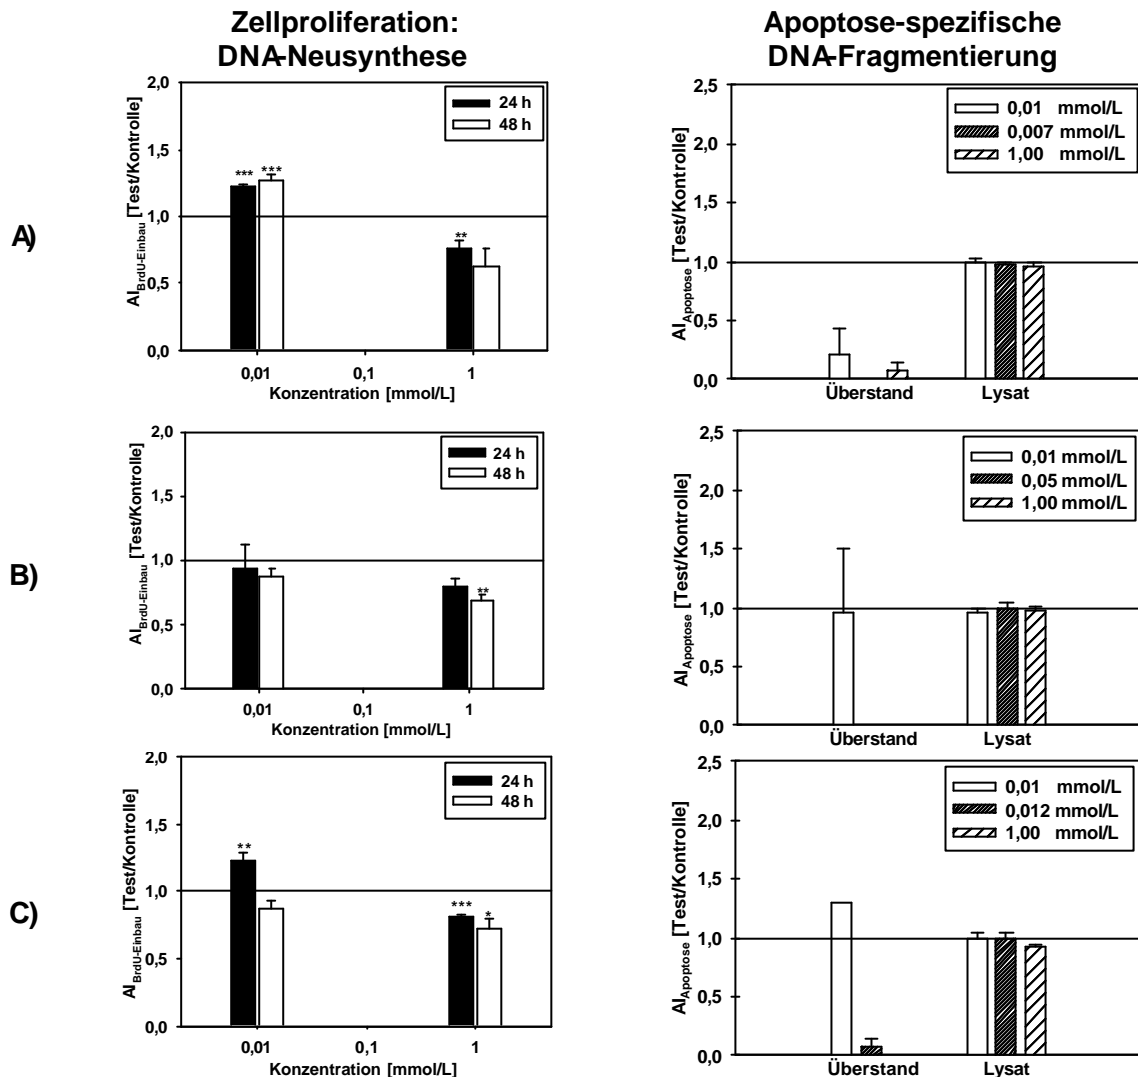 Zellproliferation:
DNA-Neusynthese
Apoptose-spezifische
DNA-Fragmentierung
A)
AI BrdU-Einbau [Test/Kontrolle]
2,0
1,5
1,0
0,5
0,0
24 h
48 h
*** ***
**
0,01 0,1 1
Konzentration [mmol/L]
AI Apoptose [Test/Kontrolle]
2,5
2,0
1,5
1,0
0,5
0,0
0,01 mmol/L
0,007 mmol/L
1,00 mmol/L
Überstand Lysat
B)
AI BrdU-Einbau [Test/Kontrolle]
2,0
1,5
1,0
0,5
0,0
24 h
48 h
**
0,01 0,1 1
Konzentration [mmol/L]
AI Apoptose [Test/Kontrolle]
2,5
2,0
1,5
1,0
0,5
0,0
0,01 mmol/L
0,05 mmol/L
1,00 mmol/L
Überstand Lysat
C)
AI BrdU-Einbau [Test/Kontrolle]
2,0
1,5
1,0
0,5
0,0
24 h
48 h
**
*** *
0,01 0,1 1
Konzentration [mmol/L]
AI Apoptose [Test/Kontrolle]
2,5
2,0
1,5
1,0
0,5
0,0
0,01 mmol/L
0,012 mmol/L
1,00 mmol/L
Überstand Lysat